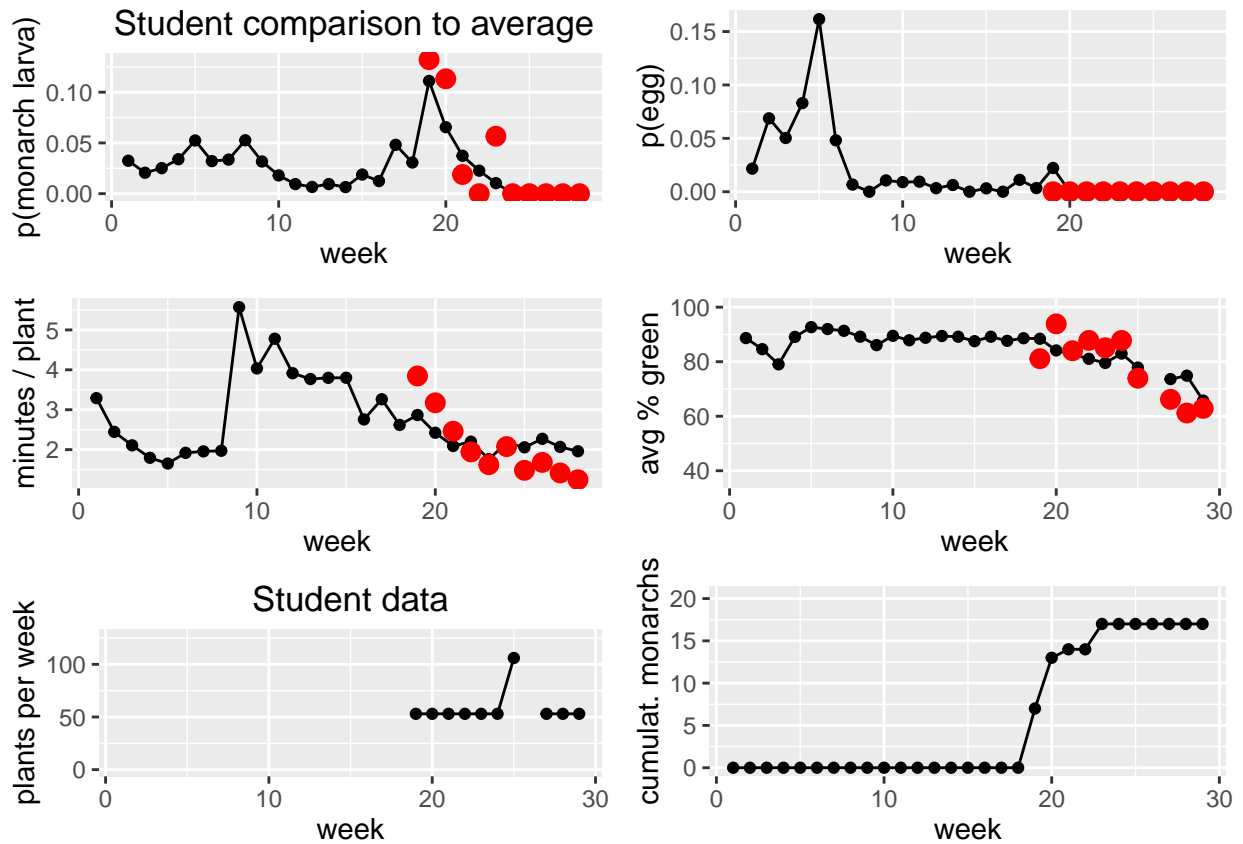 Student comparison to average
p(monarch larva)
0.10
0.05
0.00
0 10 20
week
p(egg)
0.15
0.10
0.05
0.00
0 10 20
week
minutes / plant
5
4
3
2
0 10 20
week
avg % green
100
80
60
40
0 10 20 30
week
Student data
plants per week
100
50
0
0 10 20 30
week
cumulat. monarchs
20
15
10
5
0
0 10 20 30
week